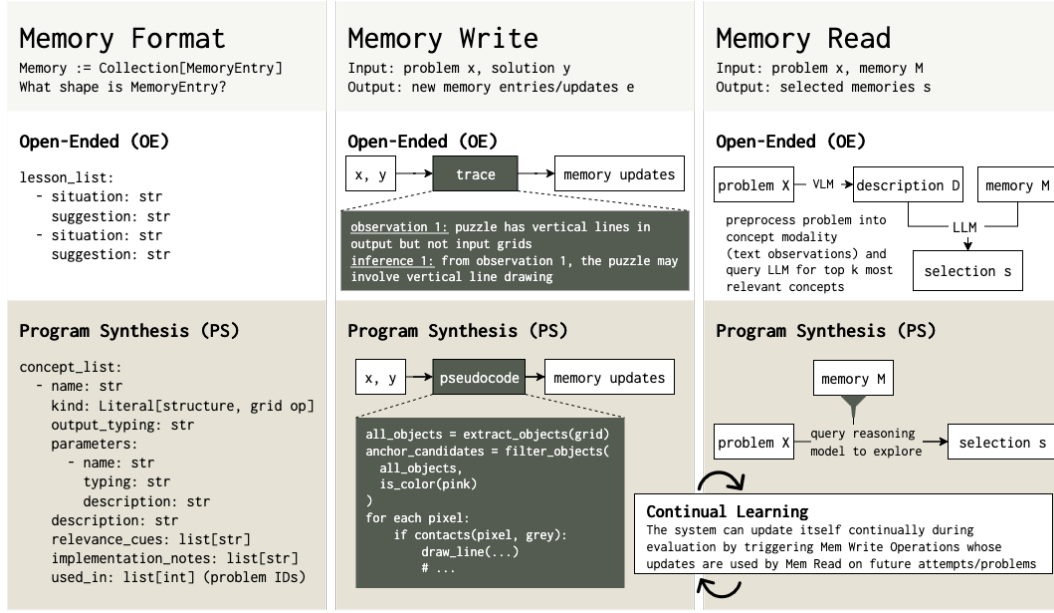 Memory Format
Memory := Collection[MemoryEntry]
What shape is MemoryEntry?
Open-Ended (OE)
lesson_list:
- situation: str
suggestion: str
- situation: str
suggestion: str
Program Synthesis (PS)
concept_list:
- name: str
kind: Literal[structure, grid op]
output_typing: str
parameters:
- name: str
typing: str
description: str
description: str
relevance_cues: list[str]
implementation_notes: list[str]
used_in: list[int] (problem IDs)
Memory Write
Input: problem x, solution y
Output: new memory entries/updates e
Open-Ended (OE)
x, y
trace
memory updates
observation 1: puzzle has vertical lines in
output but not input grids
inference 1: from observation 1, the puzzle may
involve vertical line drawing
Program Synthesis (PS)
x, y
pseudocode
memory updates
all_objects = extract_objects(grid)
anchor_candidates = filter_objects(
all_objects,
is_color(pink)
)
for each pixel:
if contacts(pixel, grey):
draw_line(...)
# ...
Memory Read
Input: problem x, memory M
Output: selected memories s
Open-Ended (OE)
problem X
VLM
description D
memory M
preprocess problem into
concept modality
(text observations) and
query LLM for top k most
relevant concepts
LLM
selection s
Program Synthesis (PS)
memory M
problem X
query reasoning
model to explore
selection s
Continual Learning
The system can update itself continually during
evaluation by triggering Mem Write Operations whose
updates are used by Mem Read on future attempts/problems